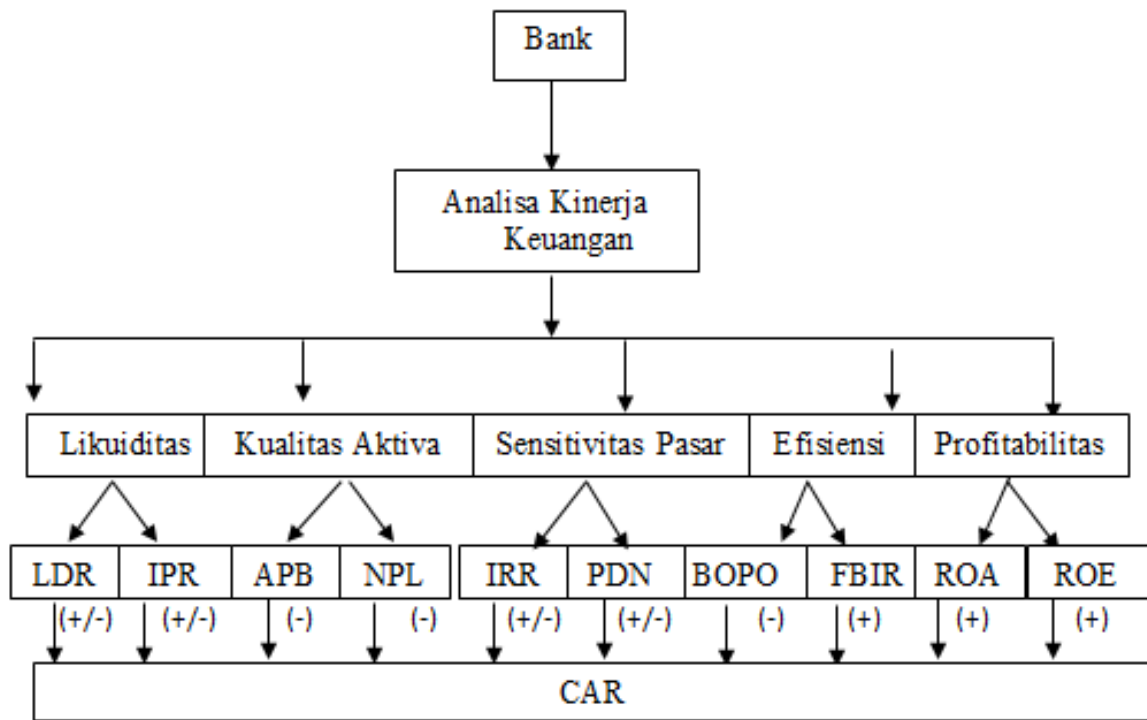 Bank
Analisa Kinerja
Keuangan
Likuiditas Kualitas Aktiva Sensitivitas Pasar Efisiensi Profitabilitas
LDR IPR APB NPL IRR PDN BOPO FBIR ROA ROE
(+/-) (+/-) (-) (-) (+/-) (+/-) (-) (+) (+) (+)
CAR